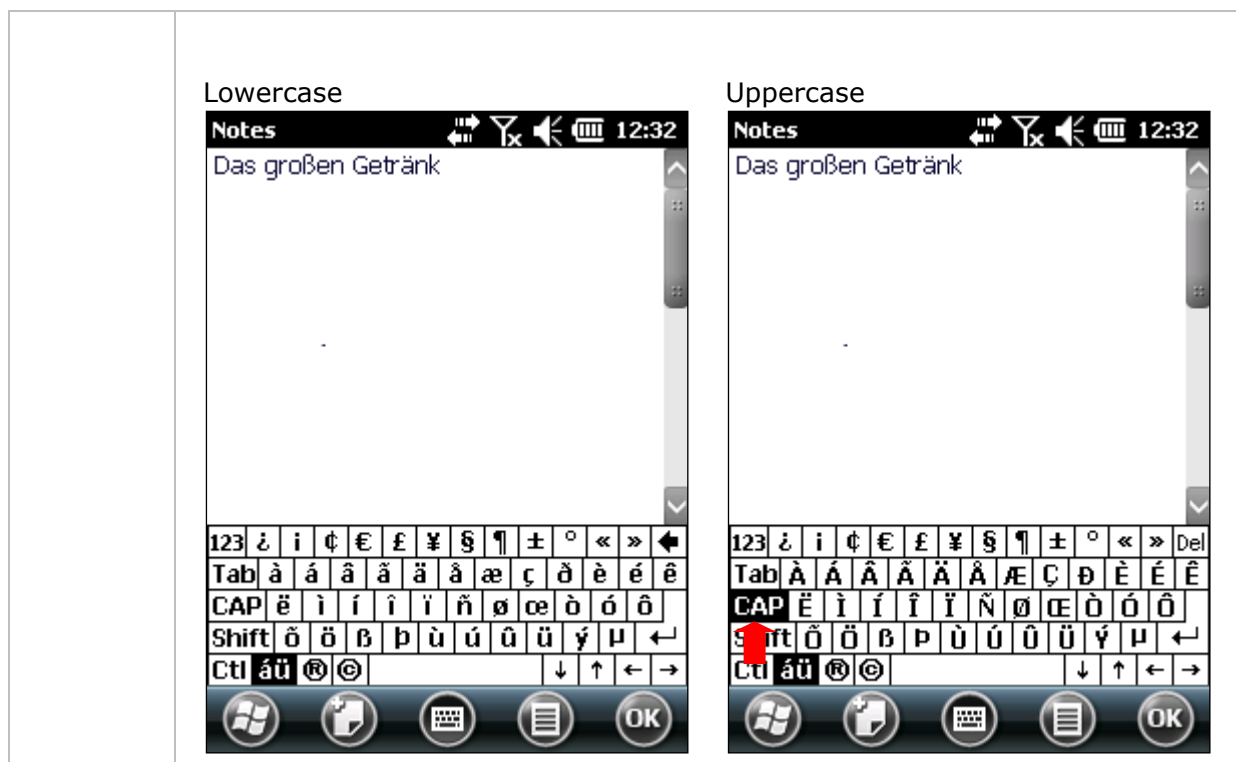 Lowercase
Notes 12:32
Das großen Getränk
123 ¿ ¡ ¢ € £ ¥ § ¶ ± º « » ←
Tab à á â ã ä å æ ç ð è é ê
CAP ë ì í î ï ñ ø œ ò ó ô
Shift õ ö ß þ ù ú û ü ý µ ↵
Ctl áü ® © ↓ ↑ ← →
OK
Uppercase
Notes 12:32
Das großen Getränk
123 ¿ ¡ ¢ € £ ¥ § ¶ ± º « » Del
Tab À Á Â Ã Ä Å Æ Ç Ð È É Ê
CAP Ë Ì Í Î Ï Ñ Ø Œ Ò Ó Ô
Shift Õ Ö ß Þ Ù Ú Û Ü Ý µ ↵
Ctl áü ® © ↓ ↑ ← →
OK